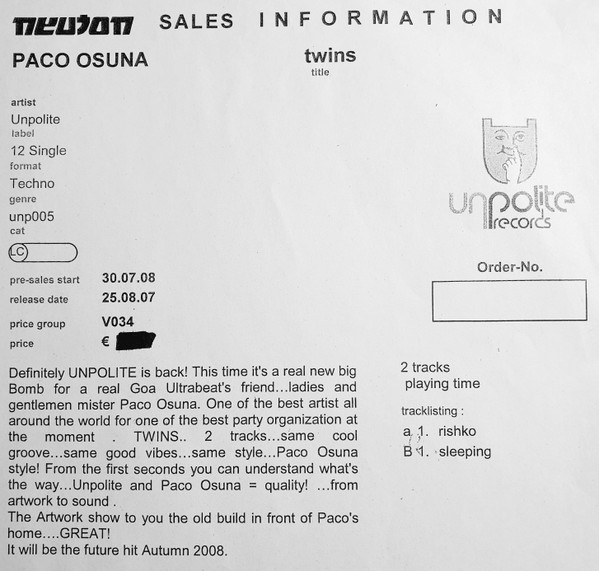 neuton SALES INFORMATION
PACO OSUNA
twins
title
artist
Unpolite
label
12 Single
format
Techno
genre
unp005
cat
LC
unpolite
records
pre-sales start 30.07.08
release date 25.08.07
price group V034
price €
Order-No.
Definitely UNPOLITE is back! This time it's a real new big
Bomb for a real Goa Ultrabeat's friend...ladies and
gentlemen mister Paco Osuna. One of the best artist all
around the world for one of the best party organization at
the moment . TWINS.. 2 tracks...same cool
groove...same good vibes...same style...Paco Osuna
style! From the first seconds you can understand what's
the way...Unpolite and Paco Osuna = quality! ...from
artwork to sound .
The Artwork show to you the old build in front of Paco's
home....GREAT!
It will be the future hit Autumn 2008.
2 tracks
playing time
tracklisting :
a 1. rishko
B 1. sleeping